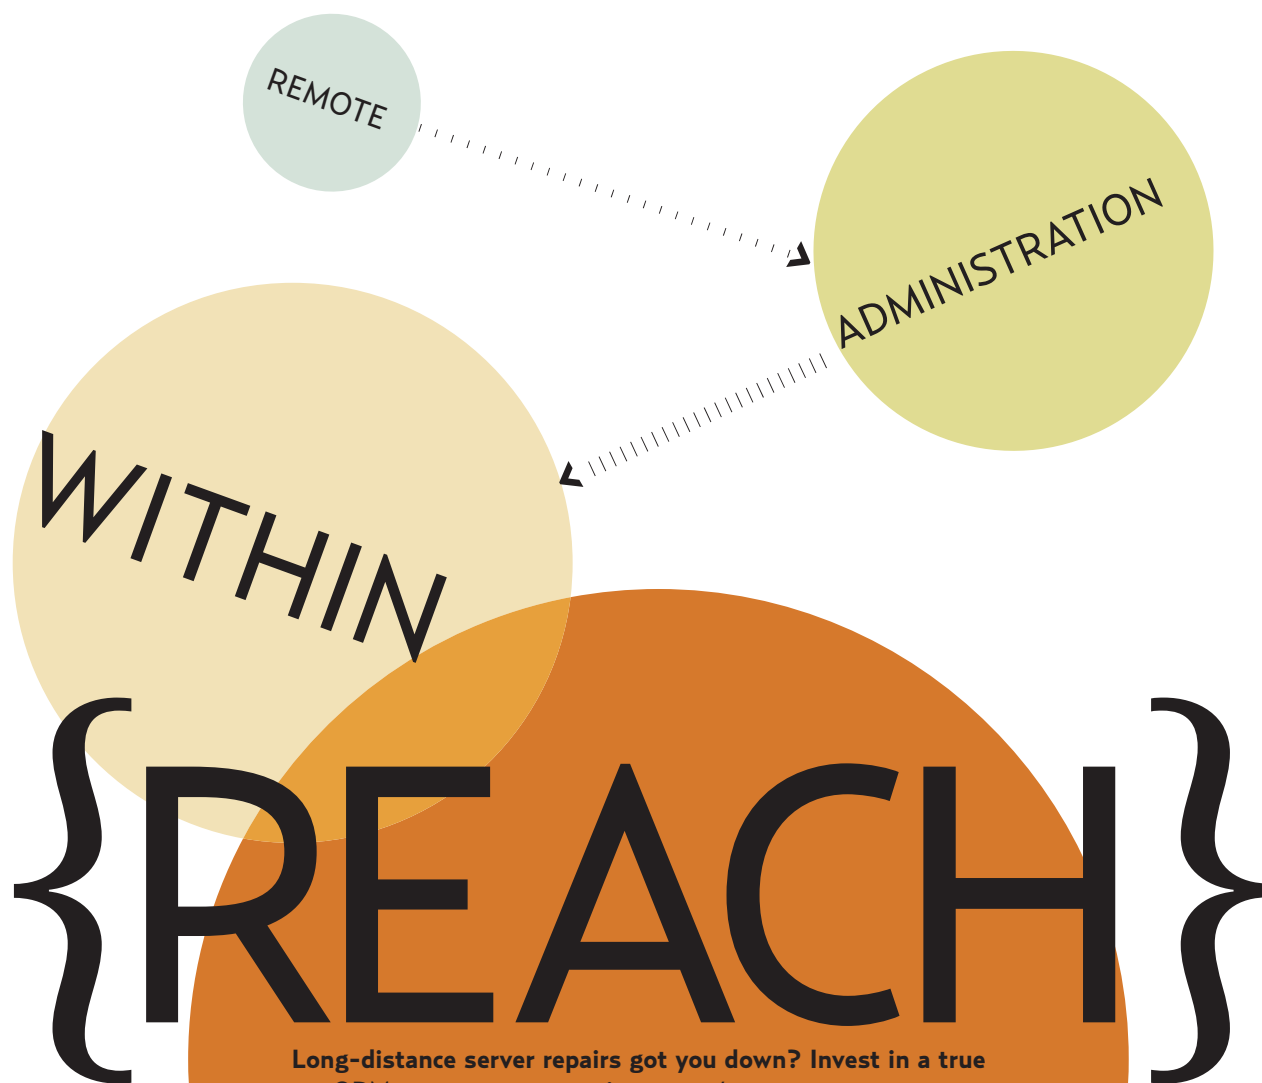 REMOTE
ADMINISTRATION
WITHIN
{REACH}
Long-distance server repairs got you down? Invest in a true